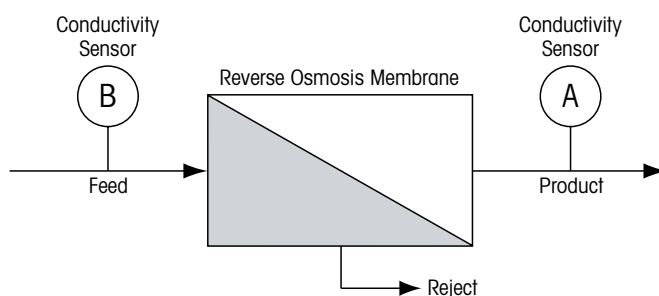 Conductivity
Sensor
B
Conductivity
Sensor
A
Reverse Osmosis Membrane
Feed
Product
Reject